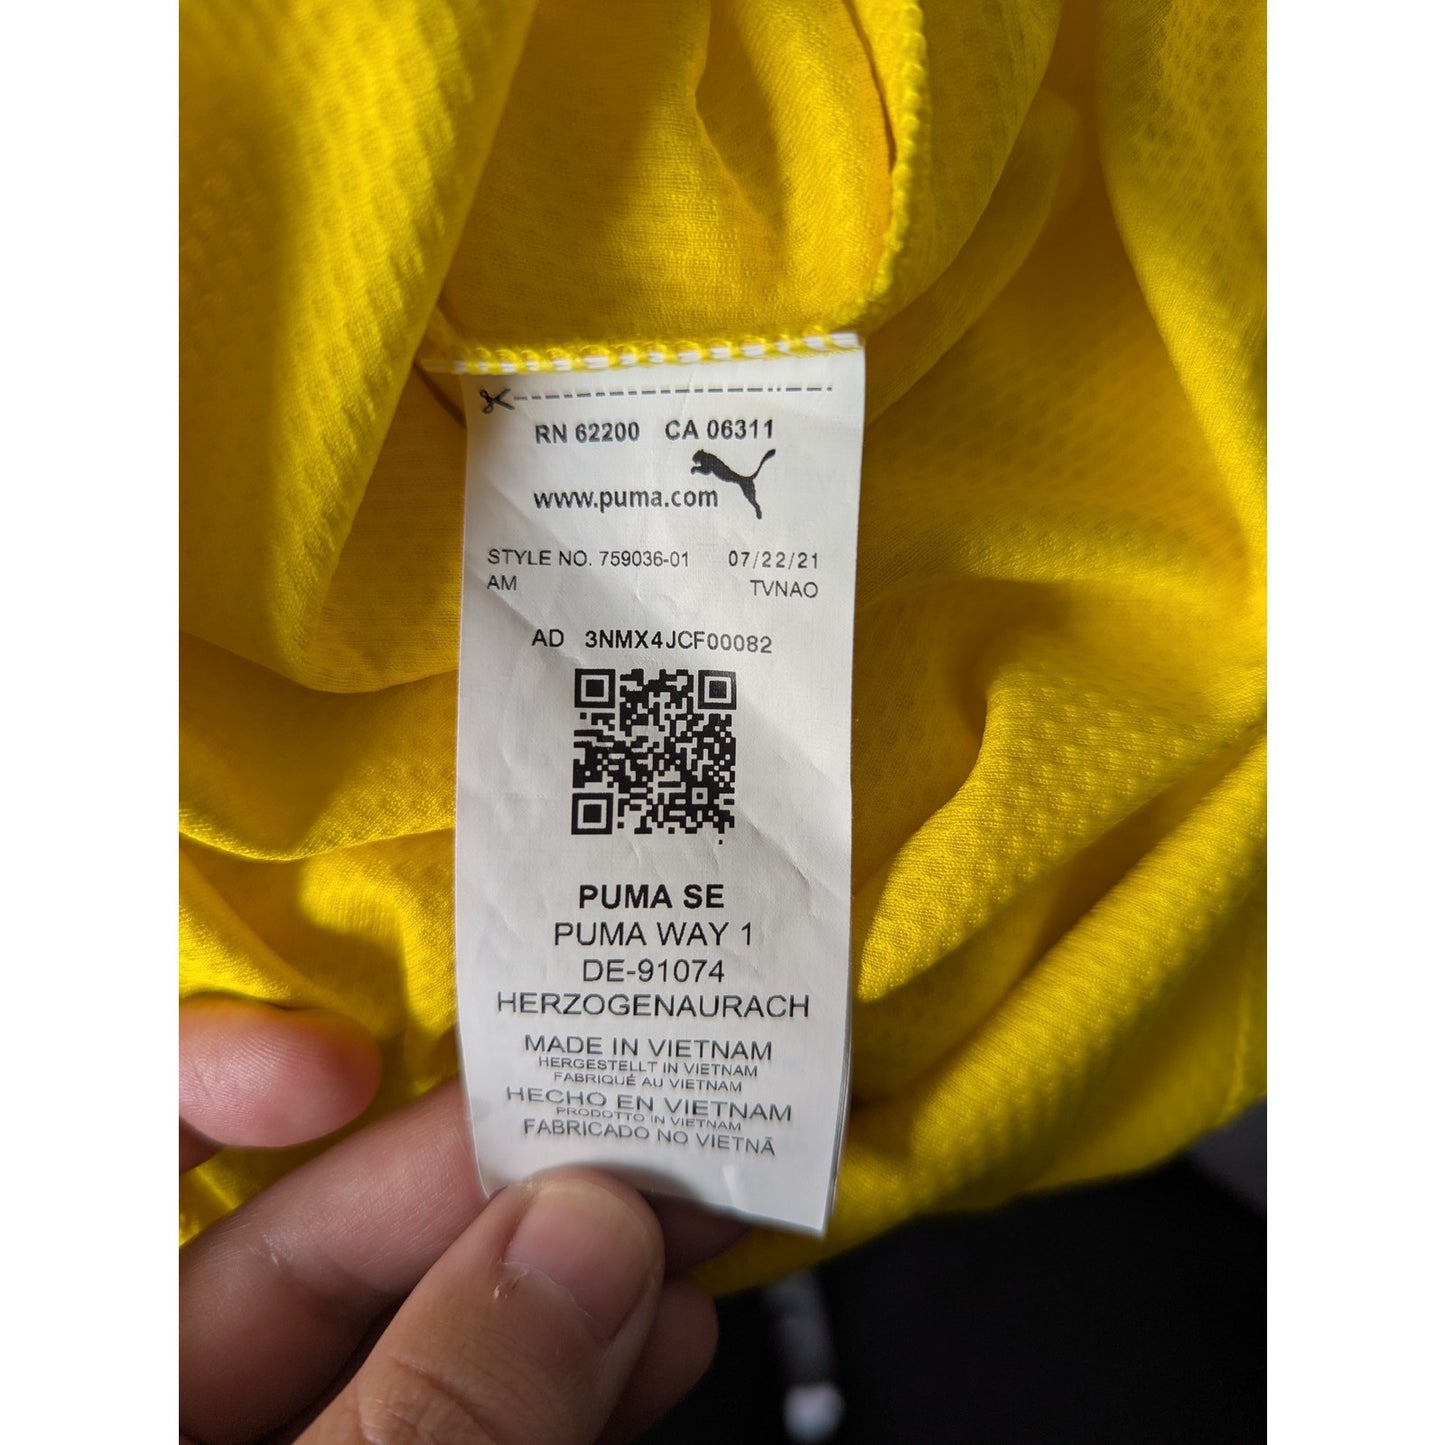 RN 62200 CA 06311
www.puma.com
STYLE NO. 759036-01 07/22/21
AM TVNAO
AD 3NMX4JCF00082
PUMA SE
PUMA WAY 1
DE-91074
HERZOGENAURACH
MADE IN VIETNAM
HERGESTELLT IN VIETNAM
FABRIQUÉ AU VIETNAM
HECHO EN VIETNAM
PRODOTTO IN VIETNAM
FABRICADO NO VIETNÃ